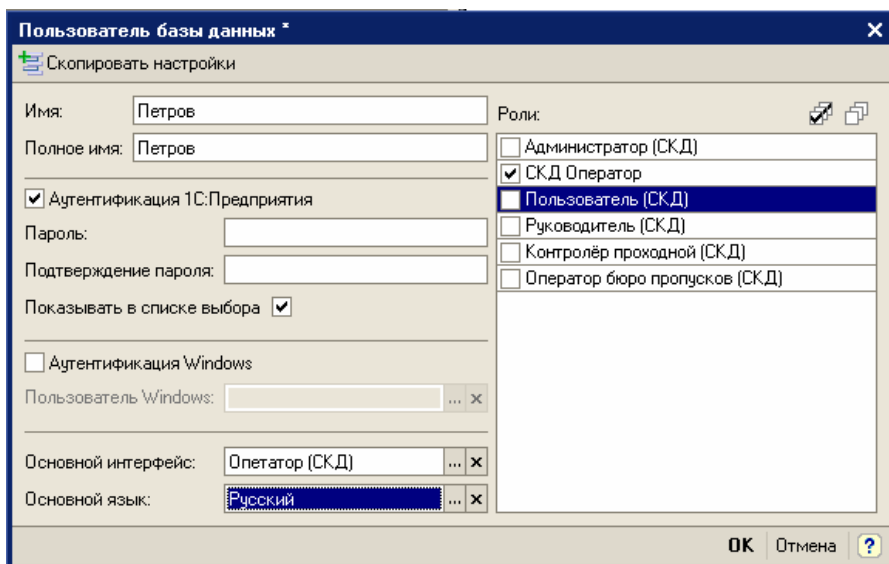 Пользователь базы данных *
Скопировать настройки
Имя: Петров
Полное имя: Петров
Аутентификация 1С:Предприятия
Пароль:
Подтверждение пароля:
Показывать в списке выбора
Аутентификация Windows
Пользователь Windows: ...
Основной интерфейс: Опетатор (СКД) ...
Основной язык: Русский ...
Роли:
Администратор (СКД)
СКД Оператор
Пользователь (СКД)
Руководитель (СКД)
Контролёр проходной (СКД)
Оператор бюро пропусков (СКД)
OK Отмена ?